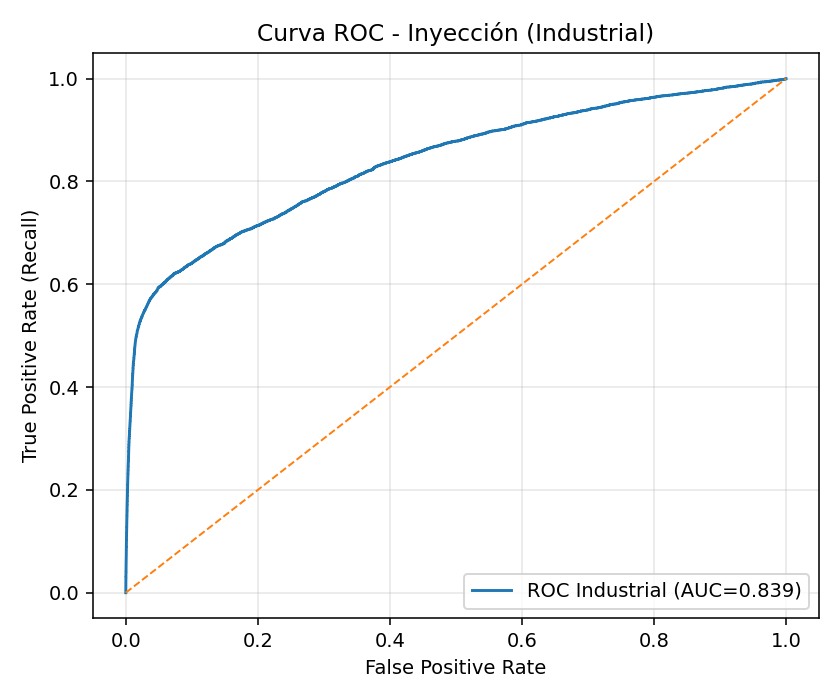 Curva ROC - Inyección (Industrial)
True Positive Rate (Recall)
1.0
0.8
0.6
0.4
0.2
0.0
0.0 0.2 0.4 0.6 0.8 1.0
False Positive Rate
ROC Industrial (AUC=0.839)